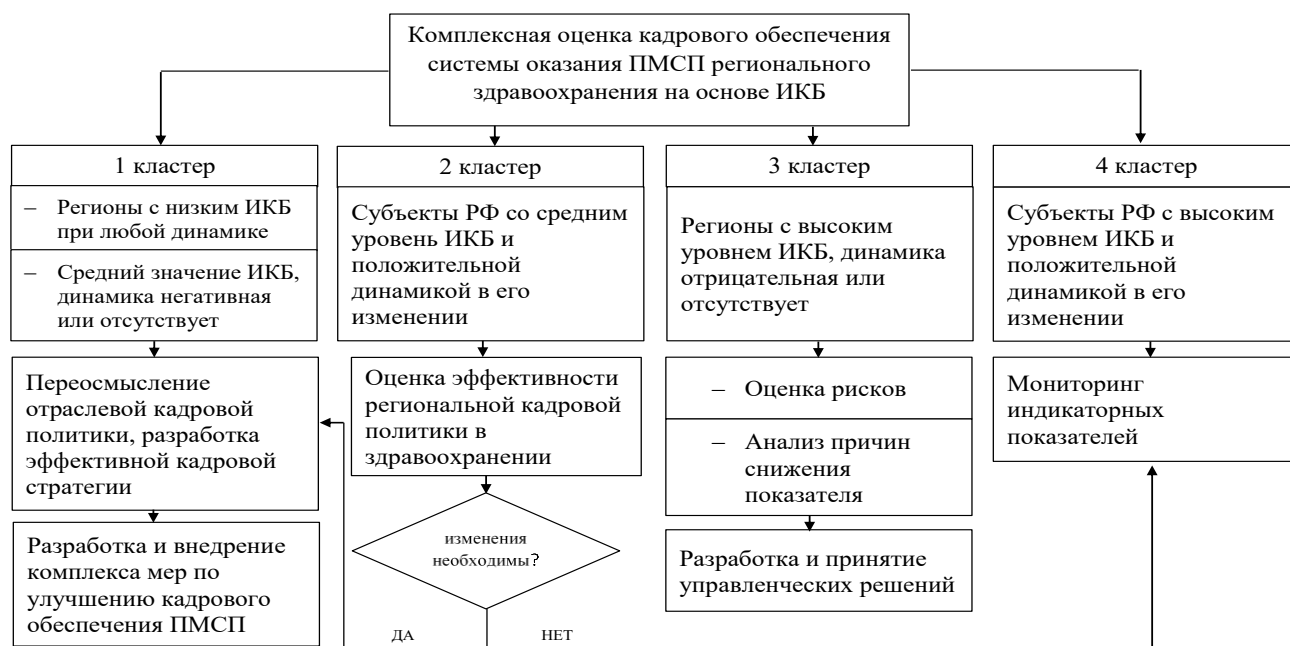 Комплексная оценка кадрового обеспечения
системы оказания ПМСП регионального
здравоохранения на основе ИКБ
1 кластер
– Регионы с низким ИКБ
при любой динамике
– Средний значение ИКБ,
динамика негативная
или отсутствует
Переосмысление
отраслевой кадровой
политики, разработка
эффективной кадровой
стратегии
Разработка и внедрение
комплекса мер по
улучшению кадрового
обеспечения ПМСП
2 кластер
Субъекты РФ со средним
уровень ИКБ и
положительной
динамикой в его
изменении
Оценка эффективности
региональной кадровой
политики в
здравоохранении
изменения
необходимы?
ДА
НЕТ
3 кластер
Регионы с высоким
уровнем ИКБ, динамика
отрицательная или
отсутствует
– Оценка рисков
– Анализ причин
снижения
показателя
Разработка и принятие
управленческих решений
4 кластер
Субъекты РФ с высоким
уровнем ИКБ и
положительной
динамикой в его
изменении
Мониторинг
индикаторных
показателей